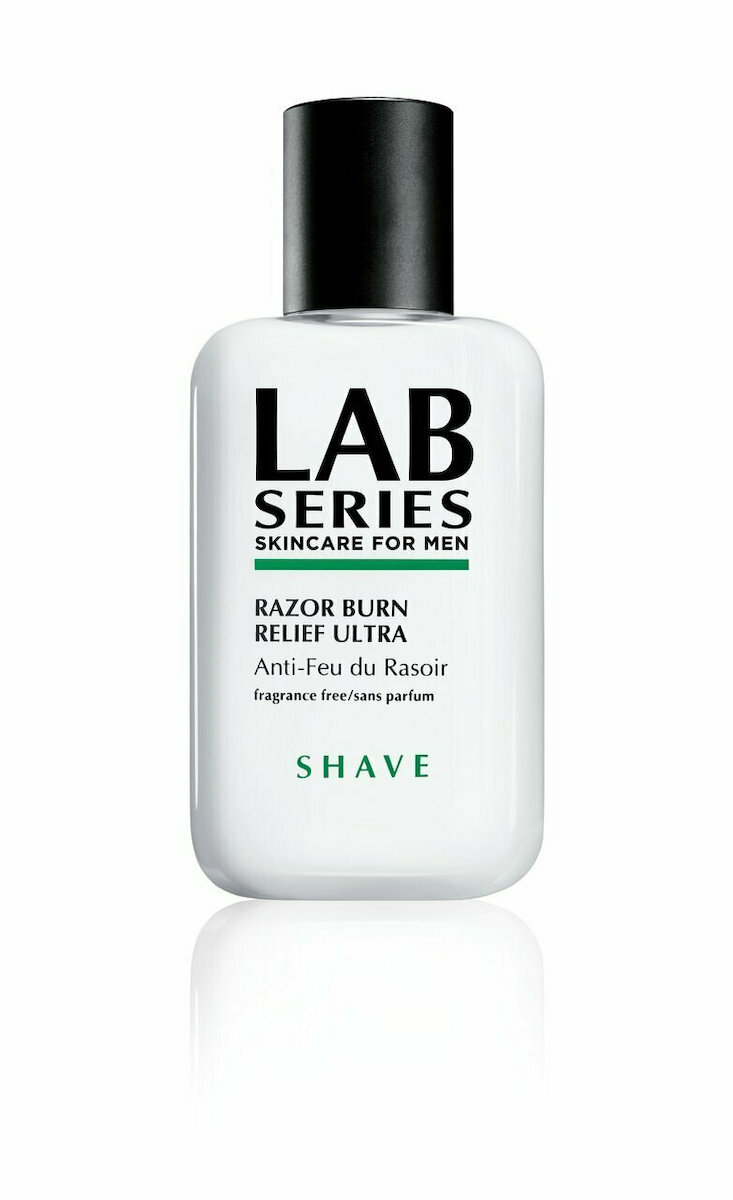 LAB
SERIES
SKINCARE FOR MEN
RAZOR BURN
RELIEF ULTRA
Anti-Feu du Rasoir
fragrance free/sans parfum
SHAVE